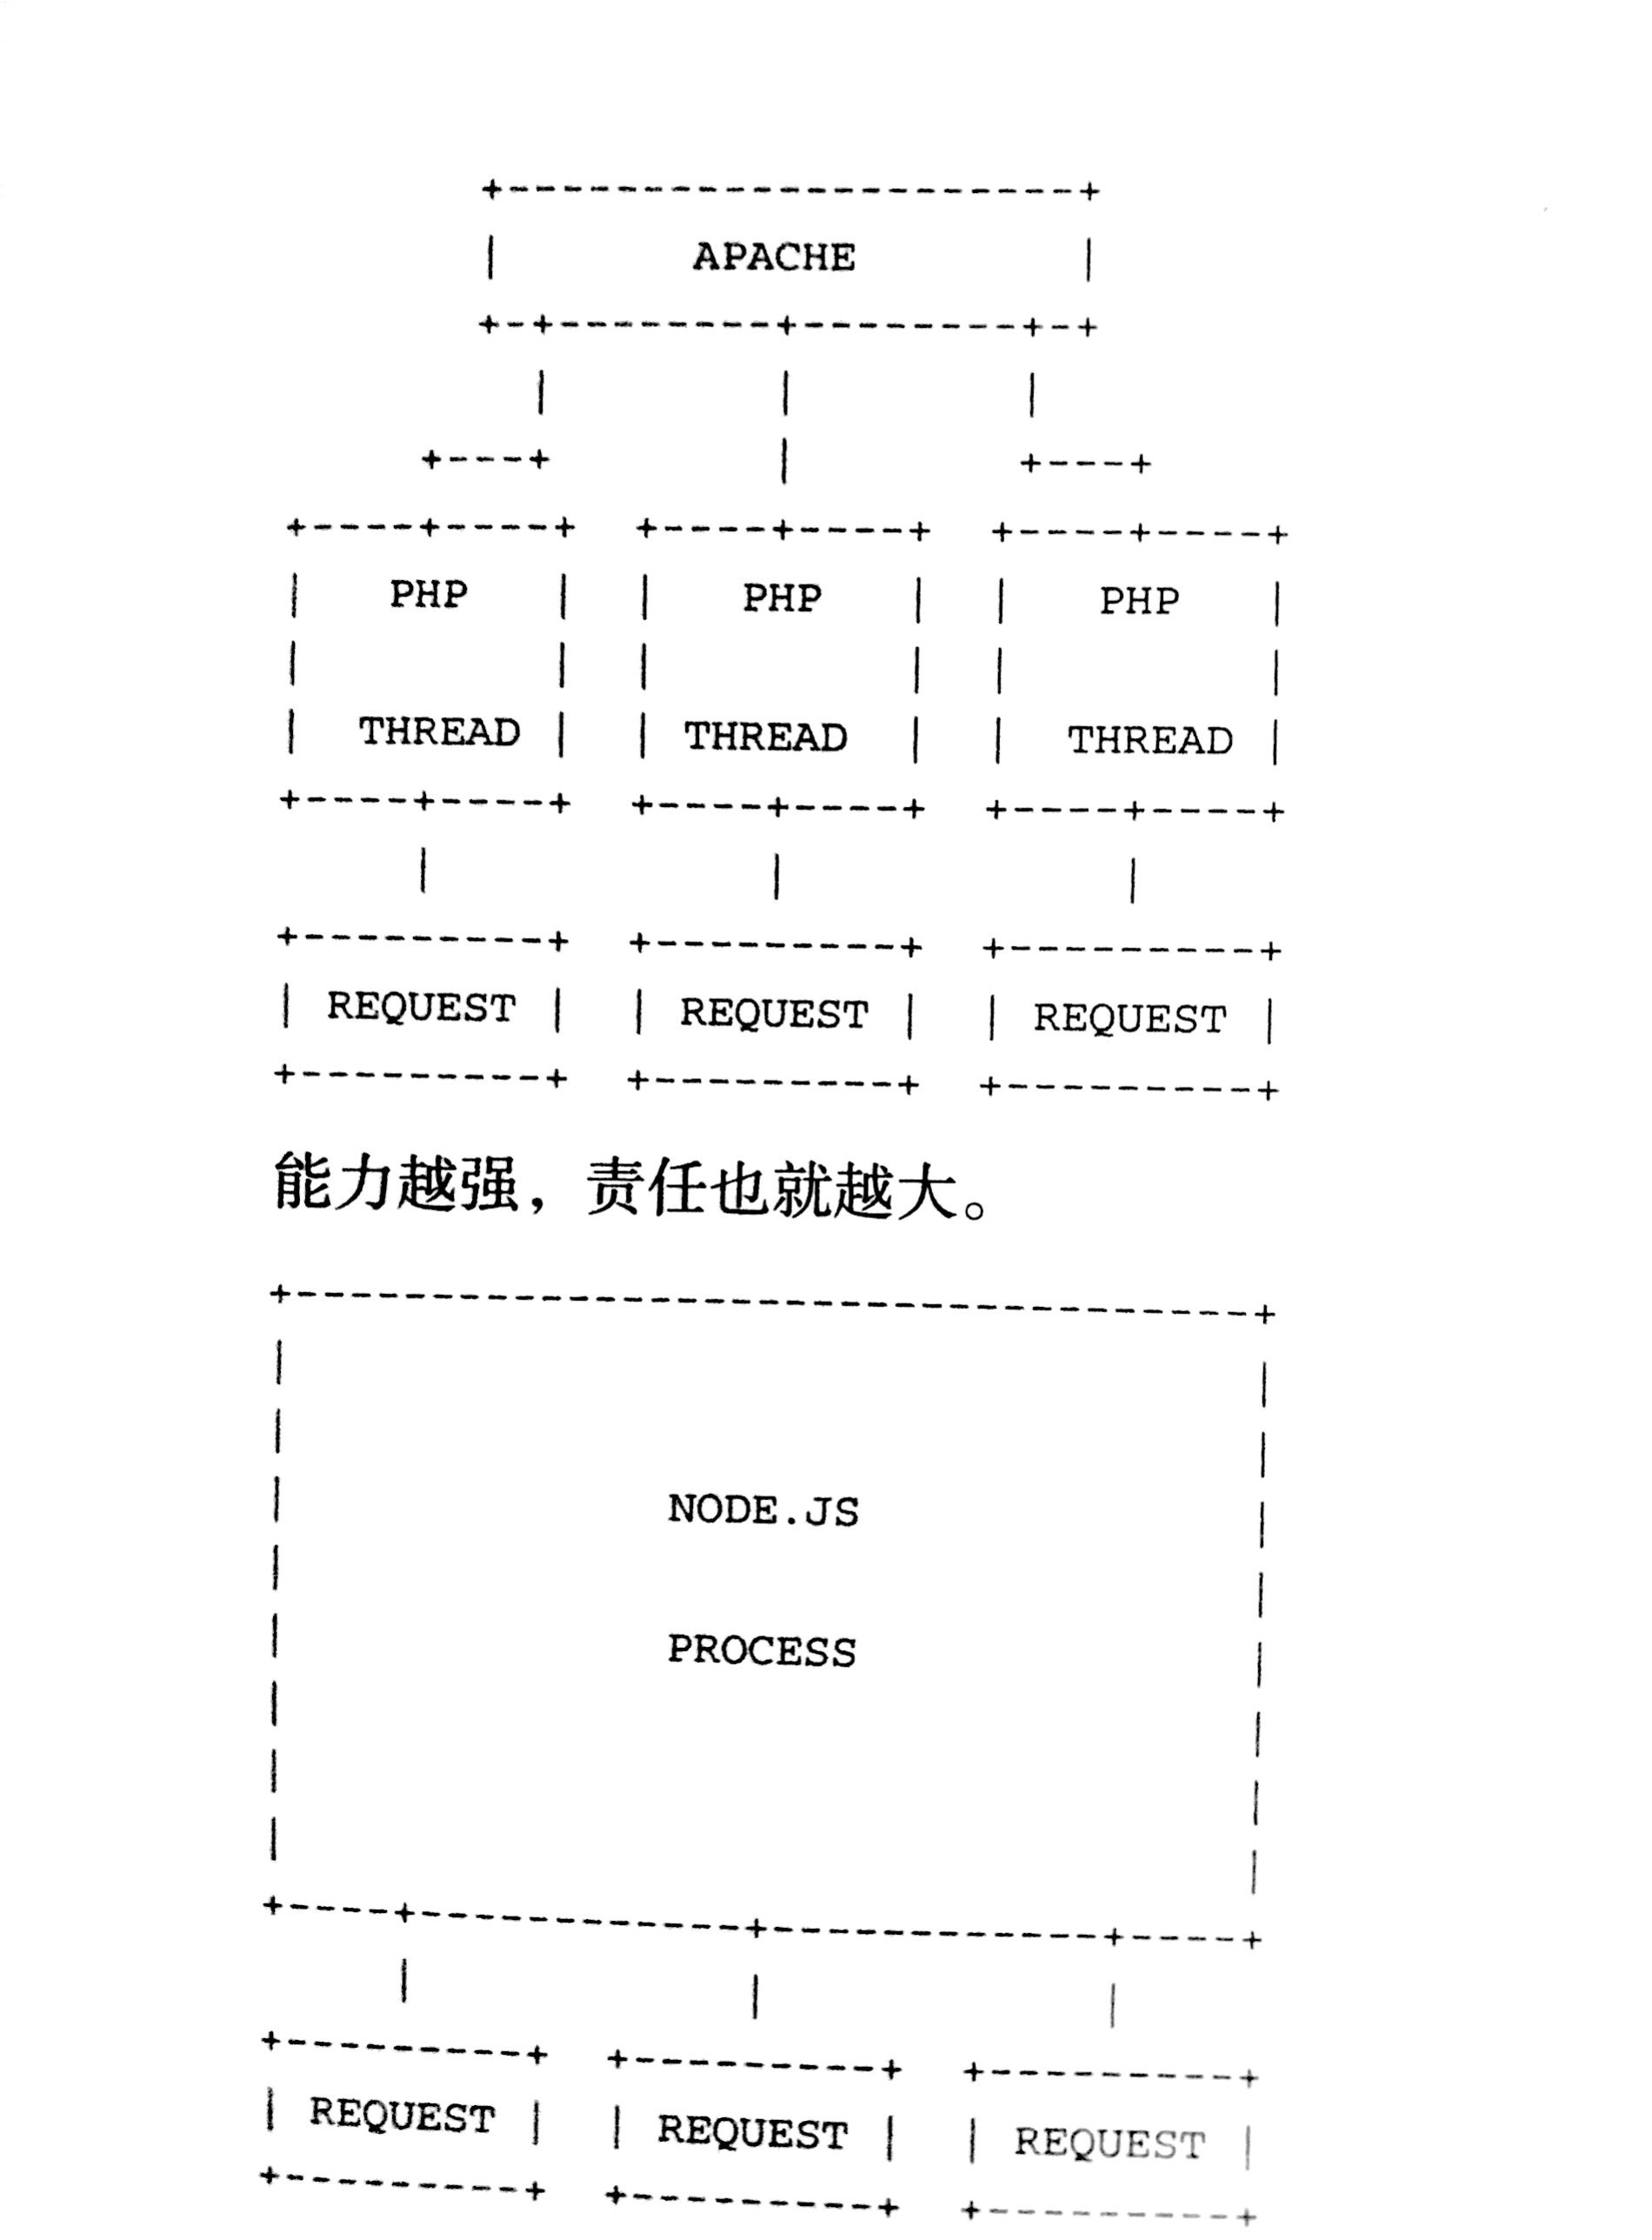 APACHE
PHP PHP PHP
THREAD THREAD THREAD
REQUEST REQUEST REQUEST
能力越强，责任也就越大。
NODE.JS
PROCESS
REQUEST REQUEST REQUEST